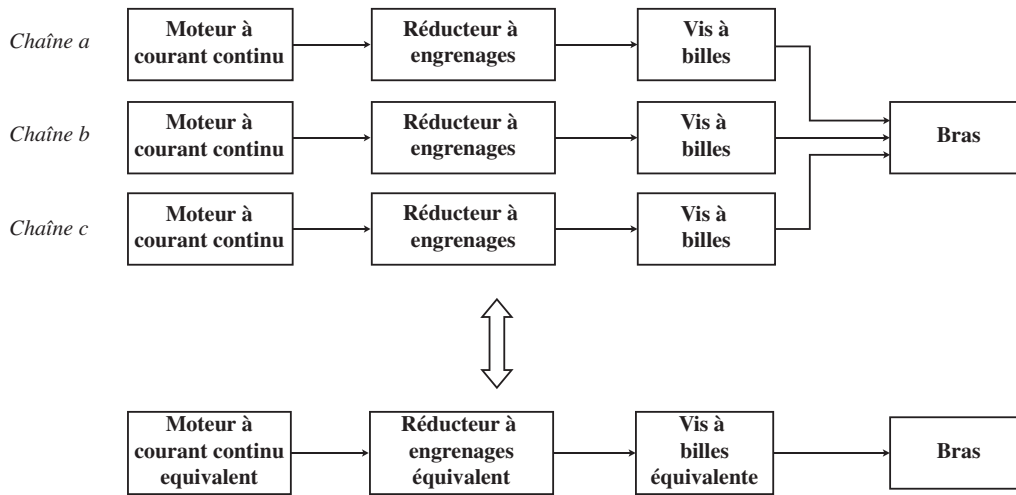 Chaîne a
Moteur à
courant continu
Réducteur à
engrenages
Vis à
billes
Chaîne b
Moteur à
courant continu
Réducteur à
engrenages
Vis à
billes
Bras
Chaîne c
Moteur à
courant continu
Réducteur à
engrenages
Vis à
billes
Moteur à
courant continu
equivalent
Réducteur à
engrenages
équivalent
Vis à
billes
équivalente
Bras